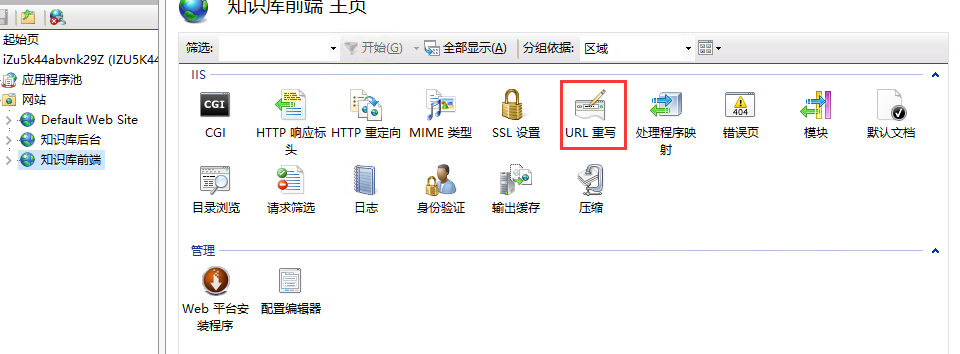 知识库前端 主页
起始页
iZu5k44abvnk29Z (IZU5K44
应用程序池
网站
Default Web Site
知识库后台
知识库前端
筛选: 开始(G) 全部显示(A) 分组依据: 区域
IIS
CGI
CGI
HTTP 响应标头
HTTP 重定向
MIME 类型
SSL 设置
URL 重写
处理程序映射
404
错误页
模块
默认文档
目录浏览
请求筛选
日志
身份验证
输出缓存
压缩
管理
Web 平台安装程序
配置编辑器